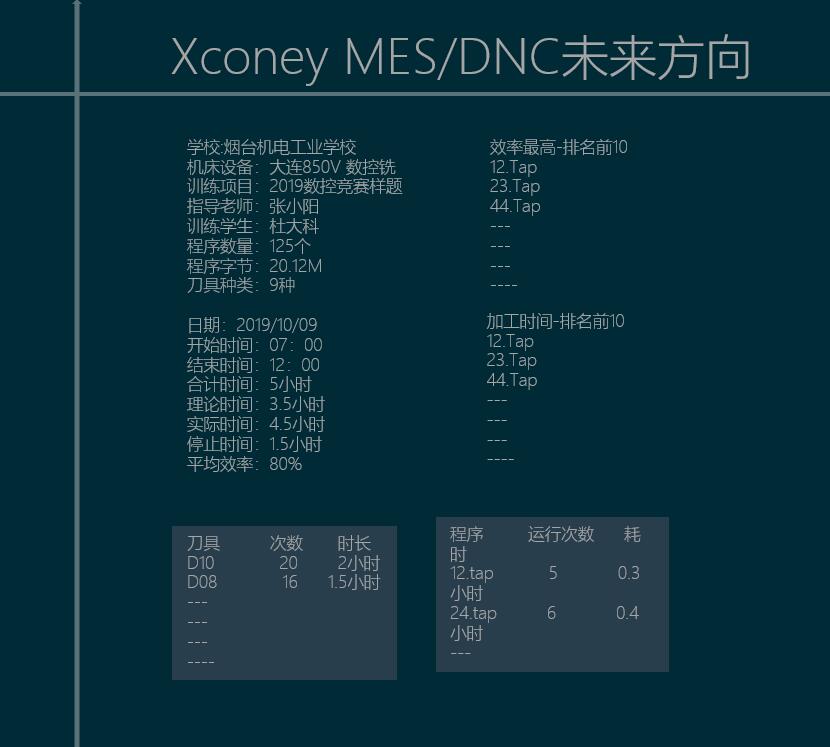 Xconey MES/DNC未来方向
学校:烟台机电工业学校
机床设备：大连850V 数控铣
训练项目：2019数控竞赛样题
指导老师：张小阳
训练学生：杜大科
程序数量：125个
程序字节：20.12M
刀具种类：9种
日期：2019/10/09
开始时间：07：00
结束时间：12：00
合计时间：5小时
理论时间：3.5小时
实际时间：4.5小时
停止时间：1.5小时
平均效率：80%
效率最高-排名前10
12.Tap
23.Tap
44.Tap
---
---
---
----
加工时间-排名前10
12.Tap
23.Tap
44.Tap
---
---
---
----
刀具 次数 时长
D10 20 2小时
D08 16 1.5小时
---
---
---
----
程序 运行次数 耗
时
12.tap 5 0.3
小时
24.tap 6 0.4
小时
---